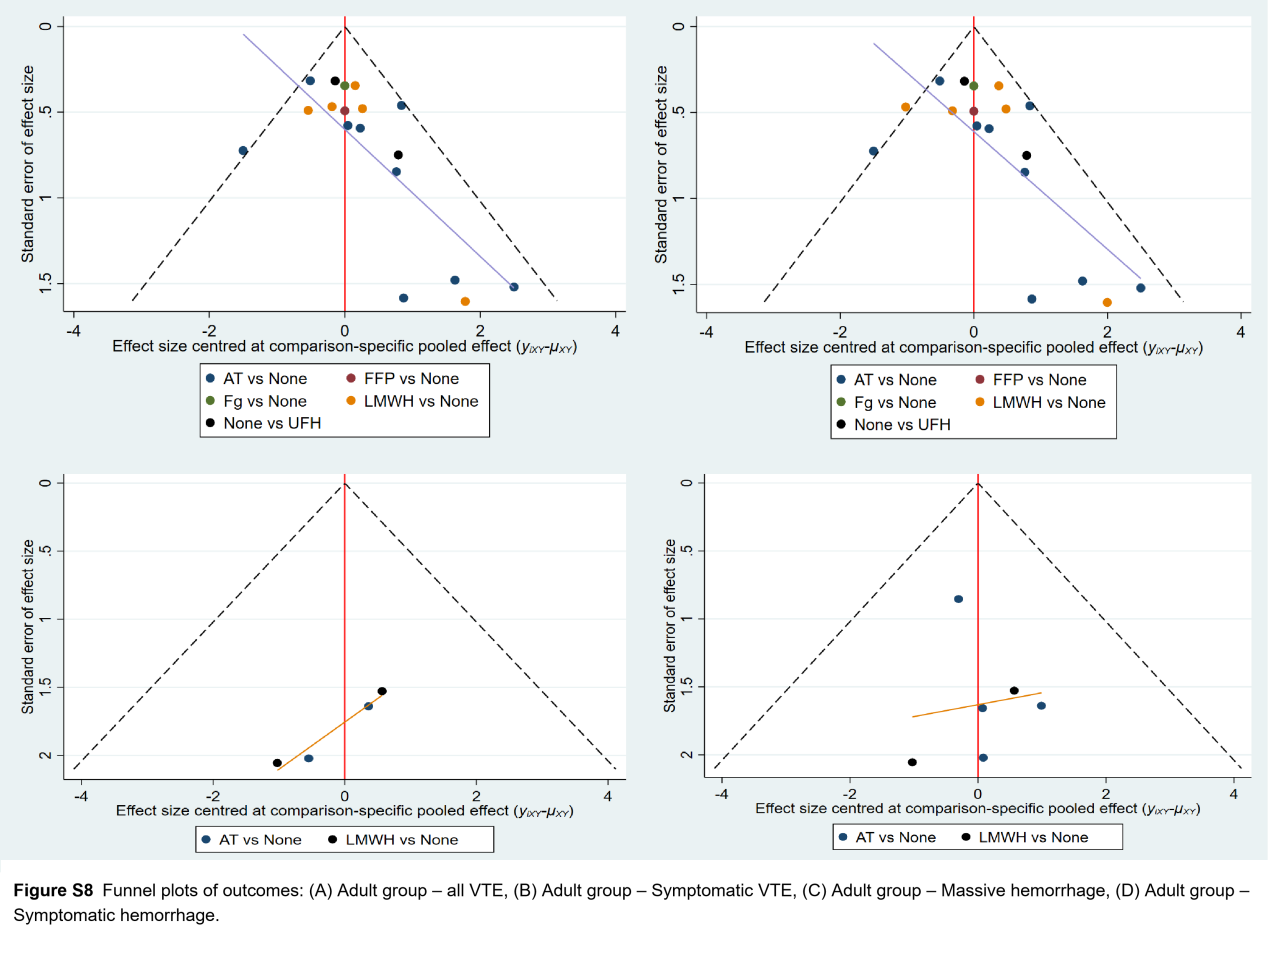 0
.5
1
1.5
Standard error of effect size
-4
-2
0
2
4
Effect size centred at comparison-specific pooled effect (yiXY-μXY)
AT vs None
FFP vs None
Fg vs None
LMWH vs None
None vs UFH
0
.5
1
1.5
Standard error of effect size
-4
-2
0
2
4
Effect size centred at comparison-specific pooled effect (yiXY-μXY)
AT vs None
FFP vs None
Fg vs None
LMWH vs None
None vs UFH
0
.5
1
1.5
2
Standard error of effect size
-4
-2
0
2
4
Effect size centred at comparison-specific pooled effect (yiXY-μXY)
AT vs None
LMWH vs None
0
.5
1
1.5
2
Standard error of effect size
-4
-2
0
2
4
Effect size centred at comparison-specific pooled effect (yiXY-μXY)
AT vs None
LMWH vs None
Figure S8 Funnel plots of outcomes: (A) Adult group – all VTE, (B) Adult group – Symptomatic VTE, (C) Adult group – Massive hemorrhage, (D) Adult group –
Symptomatic hemorrhage.